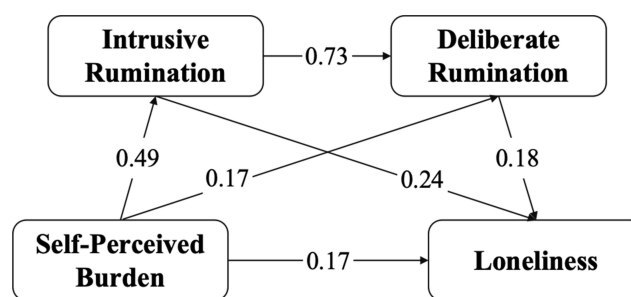 Intrusive
Rumination
0.73
Deliberate
Rumination
0.49
0.17
0.24
0.18
Self-Perceived
Burden
0.17
Loneliness